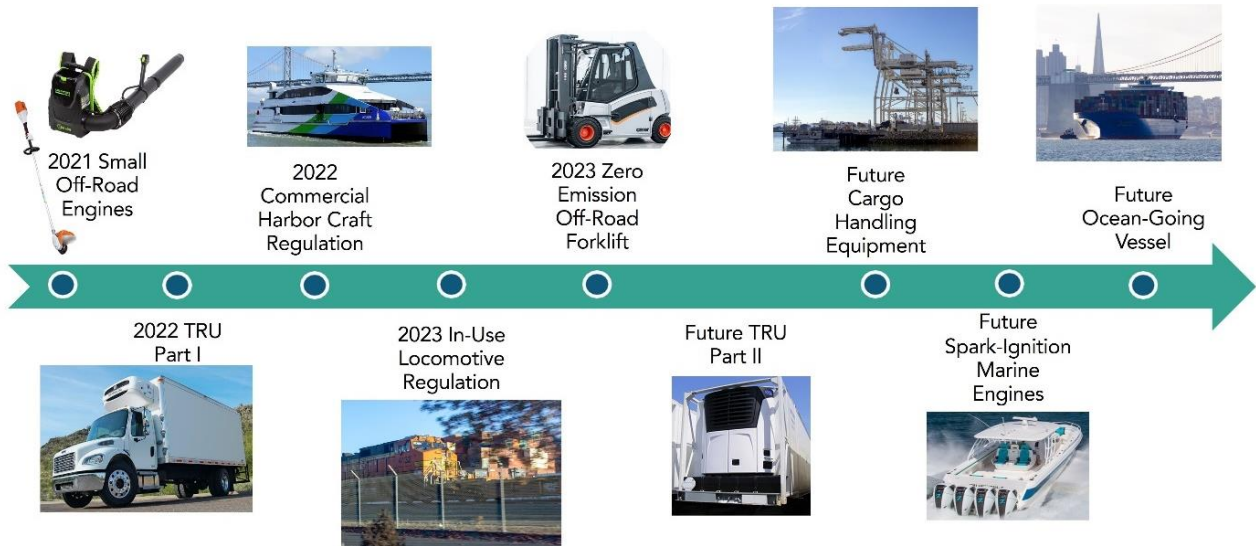 2021 Small
Off-Road
Engines
2022
Commercial
Harbor Craft
Regulation
2023 Zero
Emission
Off-Road
Forklift
Future
Cargo
Handling
Equipment
Future
Ocean-Going
Vessel
2022 TRU
Part I
2023 In-Use
Locomotive
Regulation
Future TRU
Part II
Future
Spark-Ignition
Marine
Engines